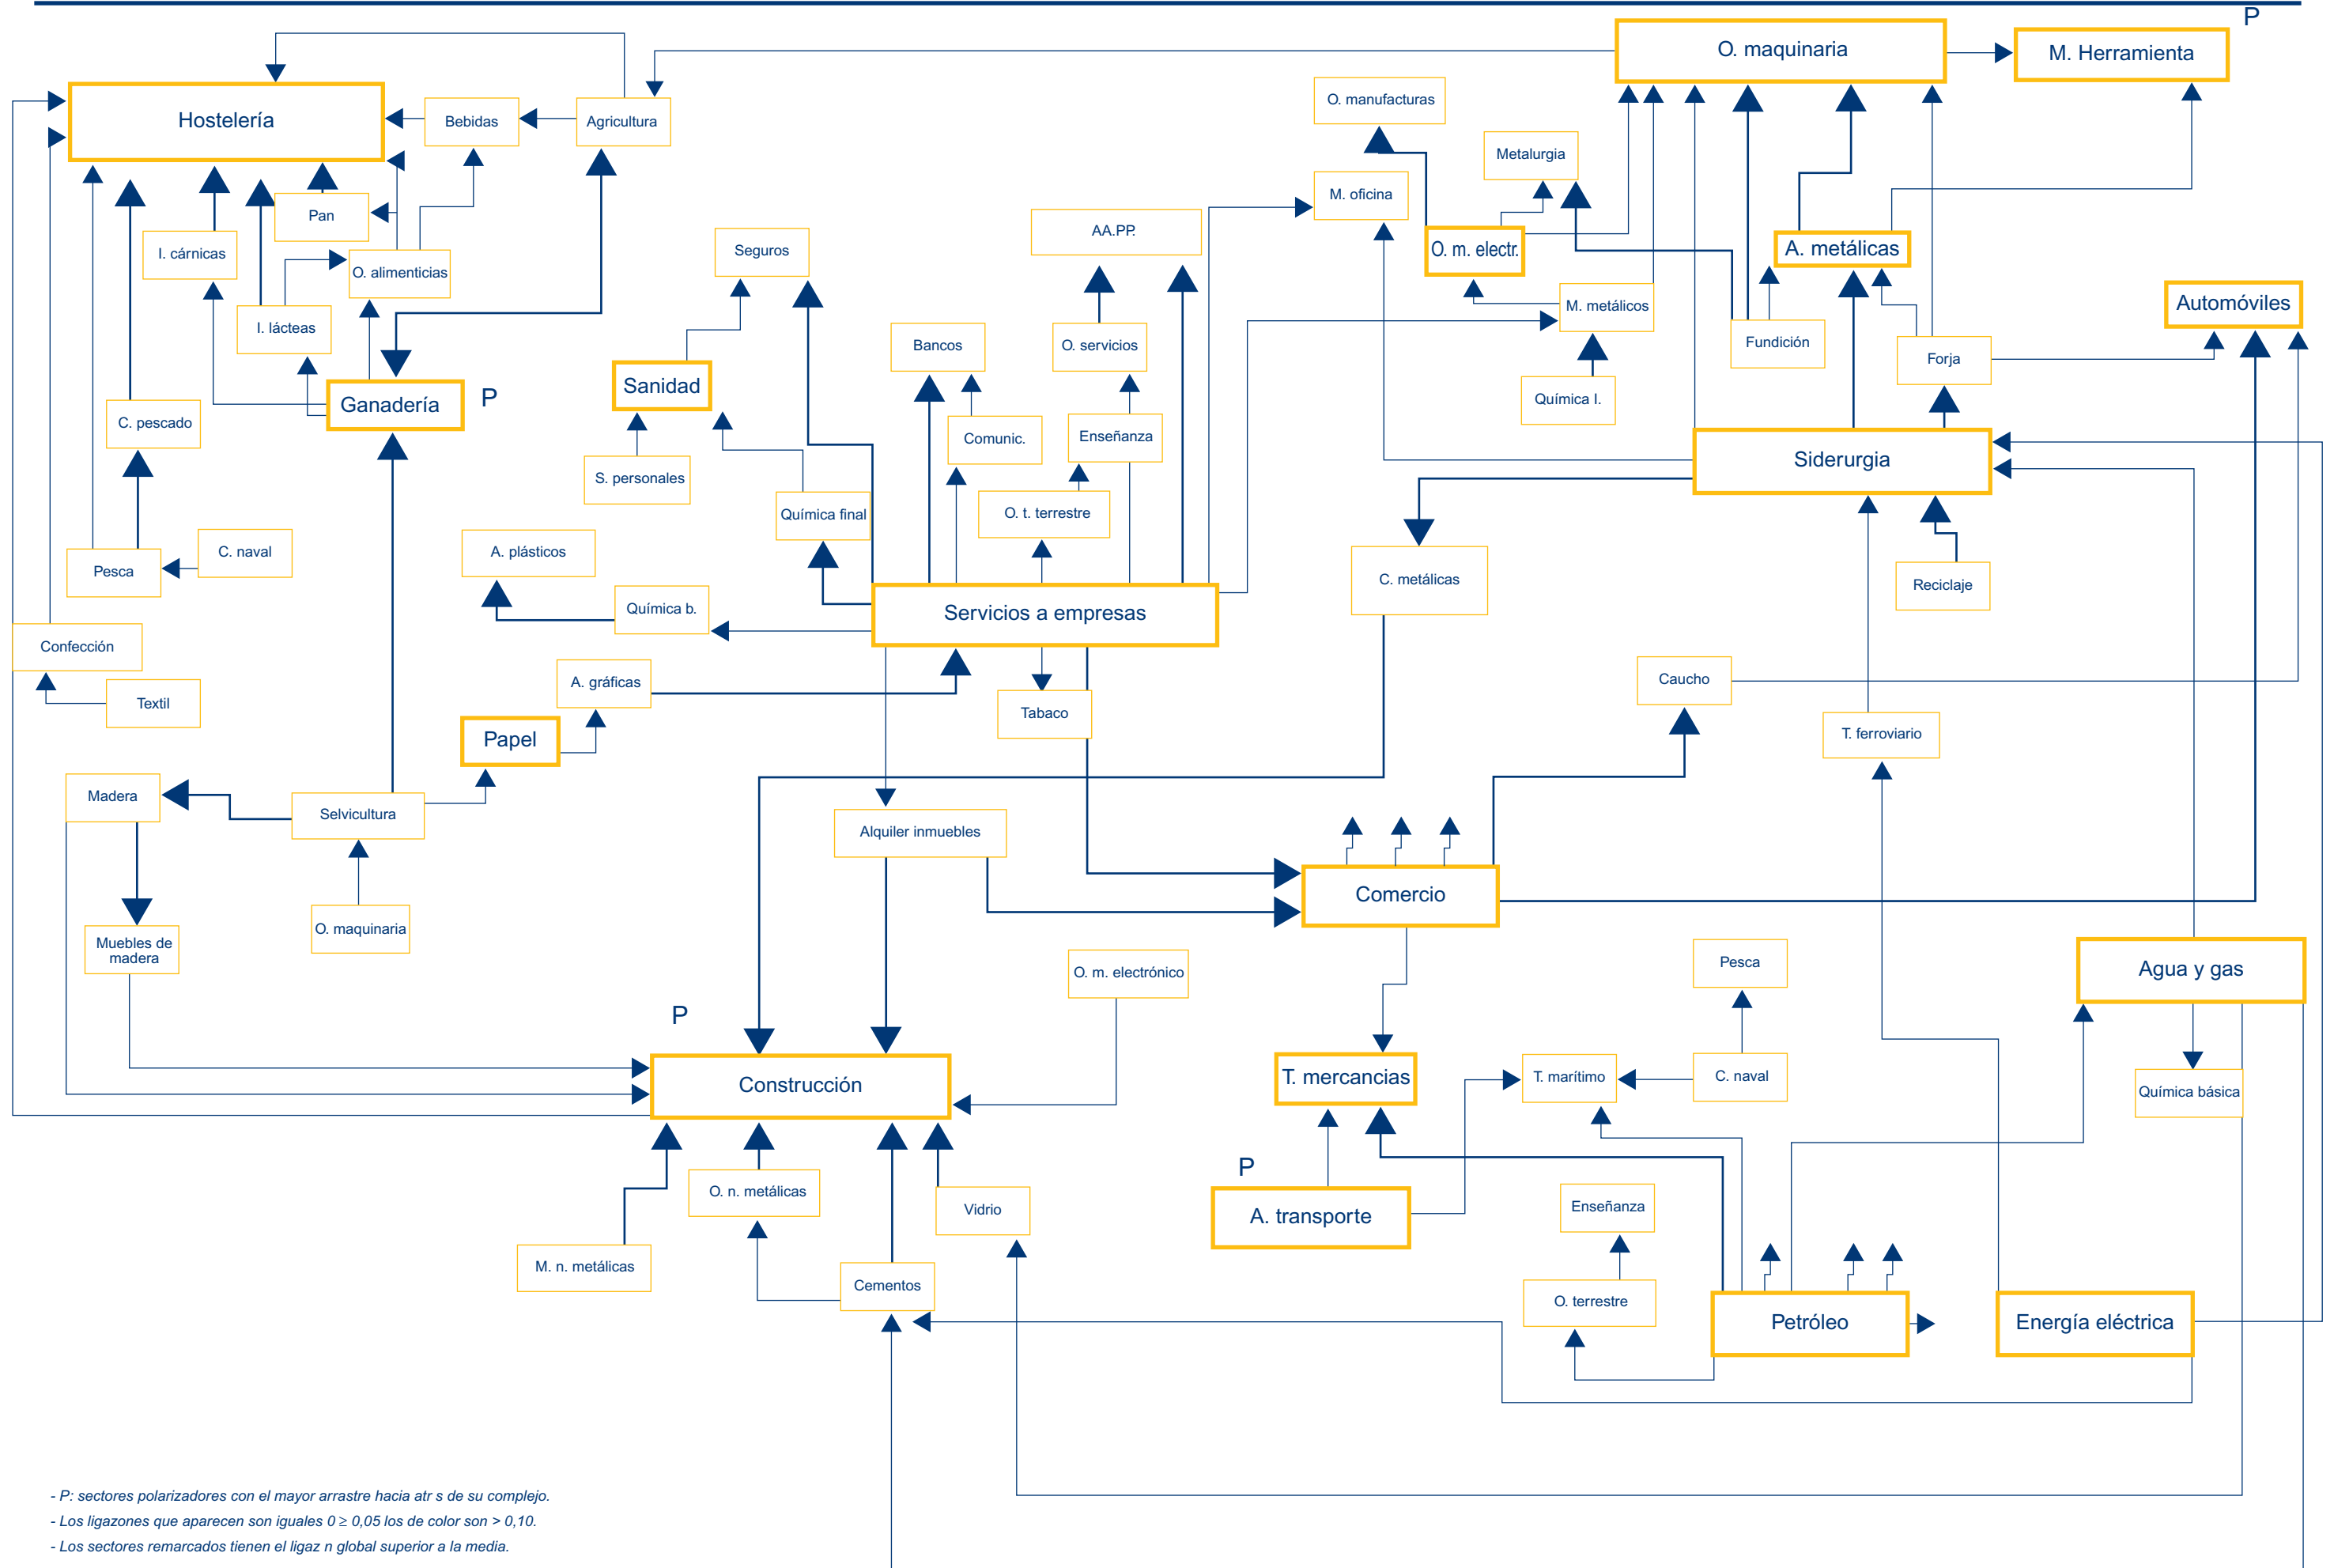 P
O. maquinaria
M. Herramienta
Hostelería
Bebidas
Agricultura
O. manufacturas
Metalurgia
M. oficina
Pan
AA.PP.
I. cárnicas
Seguros
O. m. electr.
A. metálicas
O. alimenticias
I. lácteas
M. metálicos
Automóviles
Bancos
O. servicios
Fundición
Forja
Sanidad
Ganadería
P
Química I.
C. pescado
Comunic.
Enseñanza
Siderurgia
S. personales
Química final
O. t. terrestre
A. plásticos
C. naval
Pesca
C. metálicas
Reciclaje
Química b.
Servicios a empresas
Confección
Textil
A. gráficas
Caucho
Tabaco
Papel
T. ferroviario
Madera
Selvicultura
Alquiler inmuebles
Comercio
O. maquinaria
Muebles de
madera
O. m. electrónico
Pesca
Agua y gas
P
Construcción
T. mercancias
T. marítimo
C. naval
Química básica
P
O. n. metálicas
Vidrio
A. transporte
Enseñanza
M. n. metálicas
Cementos
O. terrestre
Petróleo
Energía eléctrica
- P: sectores polarizadores con el mayor arrastre hacia atr s de su complejo.
- Los ligazones que aparecen son iguales 0 ≥ 0,05 los de color son > 0,10.
- Los sectores remarcados tienen el ligaz n global superior a la media.